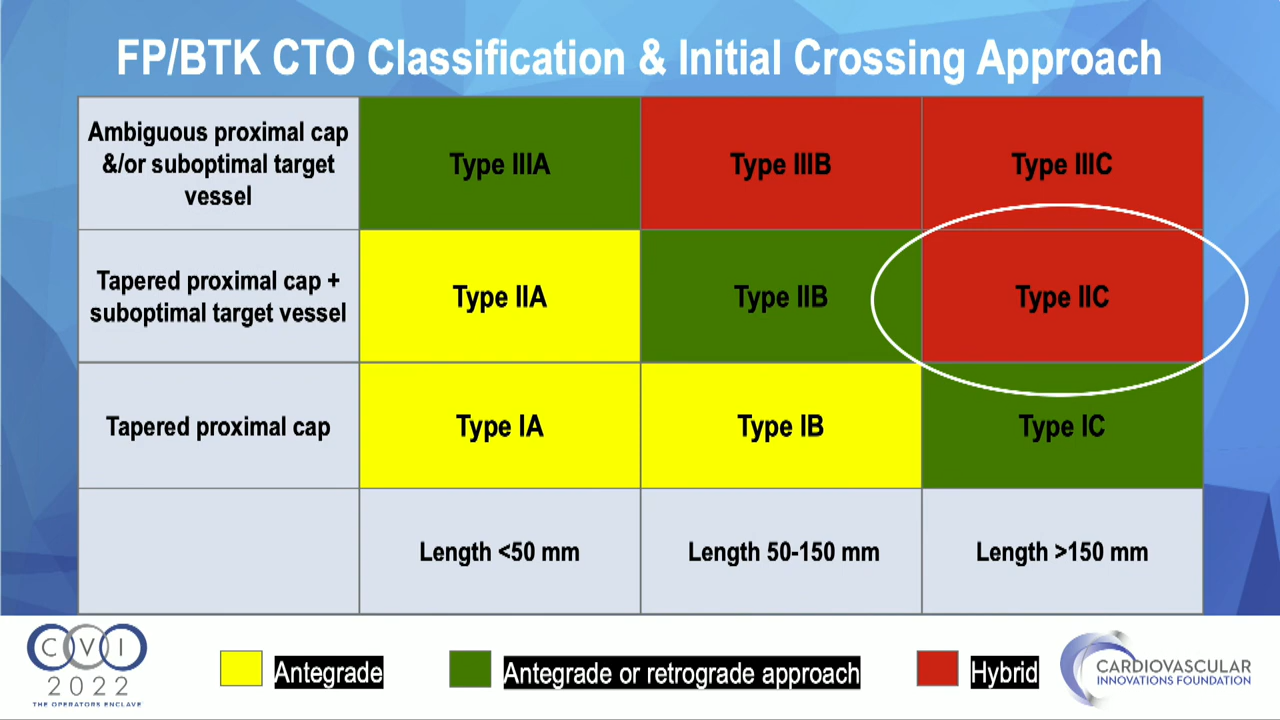 FP/BTK CTO Classification & Initial Crossing Approach
Ambiguous proximal cap
&/or suboptimal target
vessel
Type IIIA
Type IIIB
Type IIIC
Tapered proximal cap +
suboptimal target vessel
Type IIA
Type IIB
Type IIC
Tapered proximal cap
Type IA
Type IB
Type IC
Length <50 mm
Length 50-150 mm
Length >150 mm
CVI
2022
THE OPERATORS ENCLAVE
Antegrade
Antegrade or retrograde approach
Hybrid
CARDIOVASCULAR
INNOVATIONS FOUNDATION